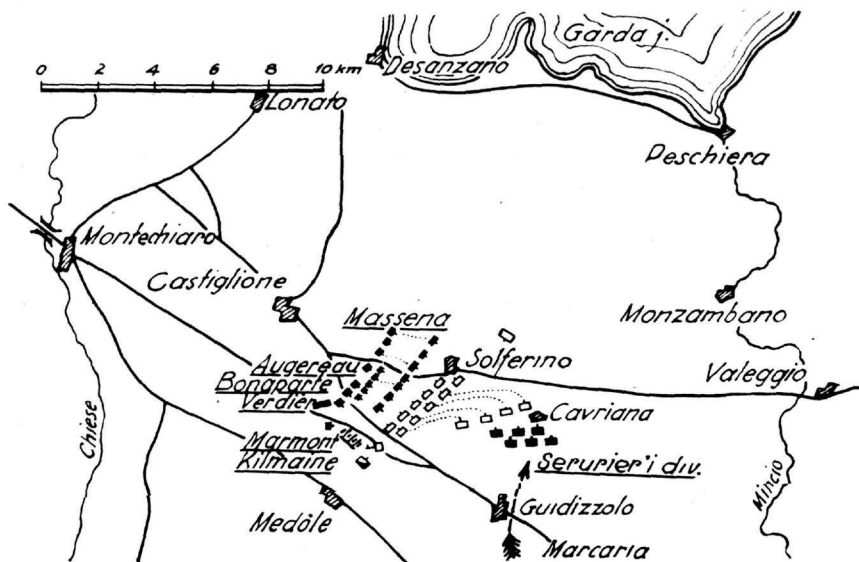 Garda j.
Desanzano
0 2 4 6 8 10 km
Lonato
Peschiera
Montechiaro
Castiglione
Massena
Monzambano
Augereau
Solferino
Bonaparte
Valeggio
Verdier
Cavriana
Chiese
Marmont
Kilmaine
Serurier'i div.
Mincio
Guidizzolo
Medôle
Marcaria